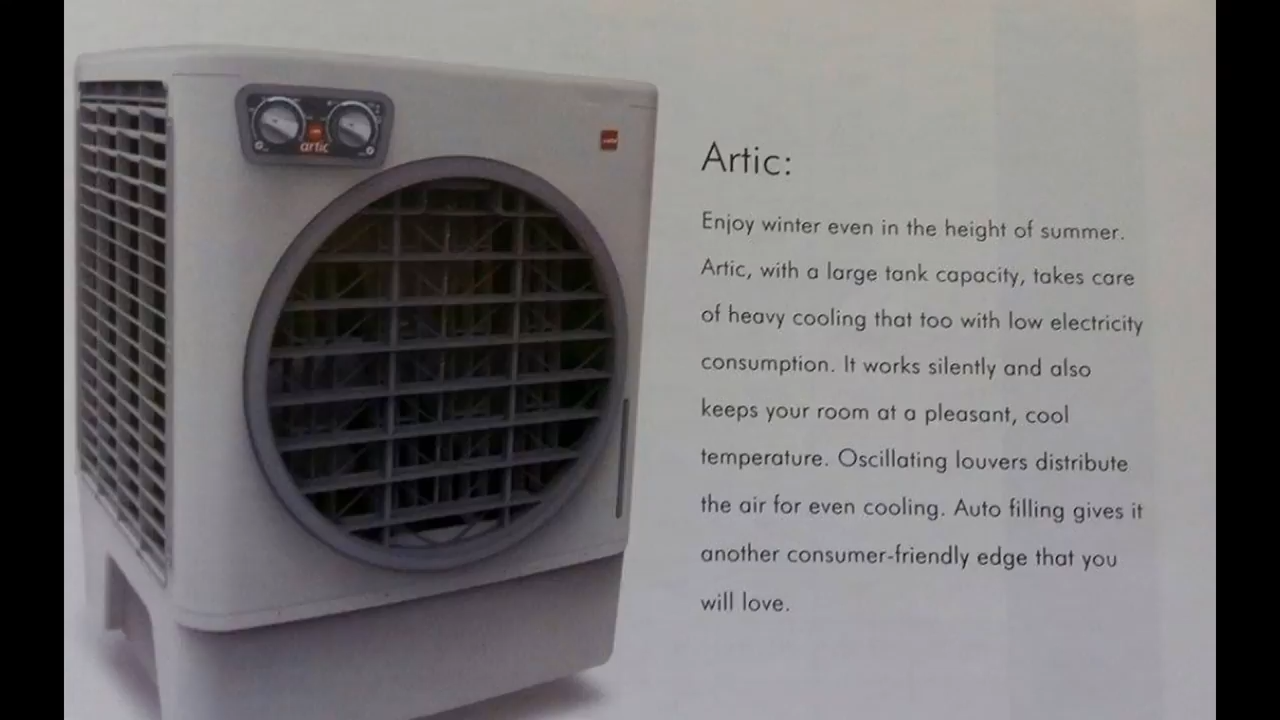 artic
Artic:
Enjoy winter even in the height of summer.
Artic, with a large tank capacity, takes care
of heavy cooling that too with low electricity
consumption. It works silently and also
keeps your room at a pleasant, cool
temperature. Oscillating louvers distribute
the air for even cooling. Auto filling gives it
another consumer-friendly edge that you
will love.